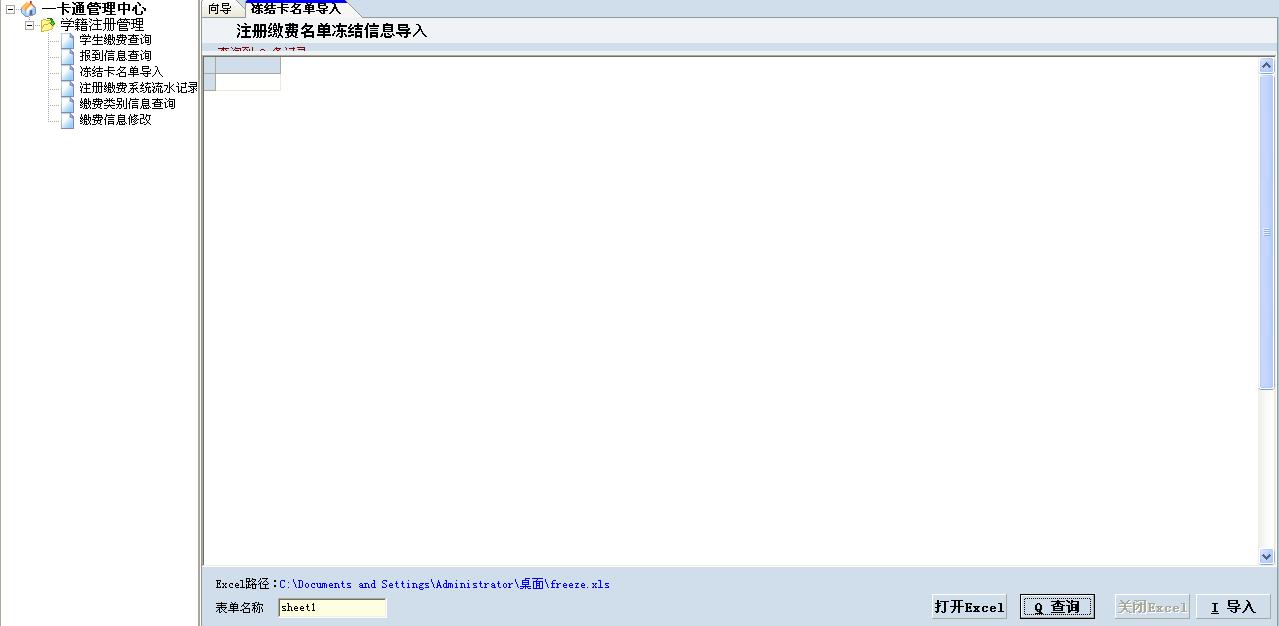 一卡通管理中心
学籍注册管理
学生缴费查询
报到信息查询
冻结卡名单导入
注册缴费系统流水记录
缴费类别信息查询
缴费信息修改
向导
冻结卡名单导入
注册缴费名单冻结信息导入
Excel路径：C:\Documents and Settings\Administrator\桌面\freeze.xls
表单名称 sheet1
打开Excel
Q 查询
关闭Excel
I 导入